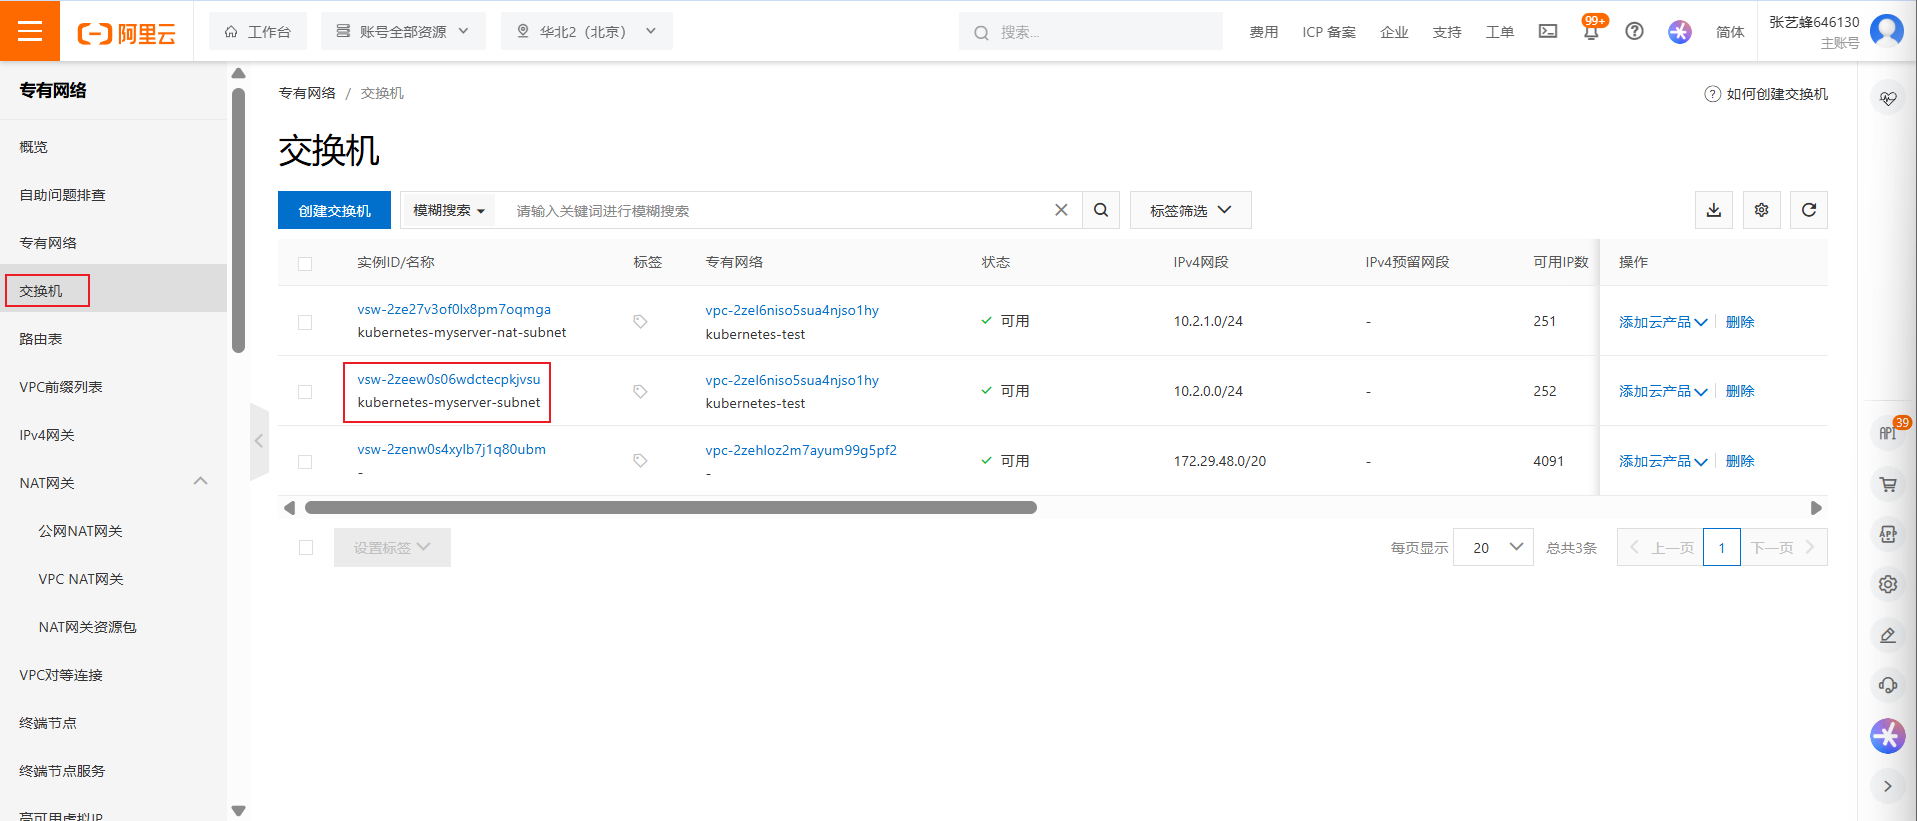 阿里云
工作台
账号全部资源
华北2（北京）
搜索...
费用
ICP 备案
企业
支持
工单
99+
简体
张艺蜂646130
主账号
专有网络
概览
自助问题排查
专有网络
交换机
路由表
VPC前缀列表
IPv4网关
NAT网关
公网NAT网关
VPC NAT网关
NAT网关资源包
VPC对等连接
终端节点
终端节点服务
高可用虚拟IP
专有网络 / 交换机
如何创建交换机
交换机
创建交换机
模糊搜索
请输入关键词进行模糊搜索
标签筛选
实例ID/名称 标签 专有网络 状态 IPv4网段 IPv4预留网段 可用IP数 操作
vsw-2ze27v3of0lx8pm7oqmga vpc-2zel6niso5sua4njso1hy
可用 10.2.1.0/24 - 251 添加云产品 删除
kubernetes-myserver-nat-subnet kubernetes-test
vsw-2zeew0s06wdctecpkjvsu vpc-2zel6niso5sua4njso1hy
可用 10.2.0.0/24 - 252 添加云产品 删除
kubernetes-myserver-subnet kubernetes-test
vsw-2zenw0s4xylb7j1q80ubm vpc-2zehloz2m7ayum99g5pf2
可用 172.29.48.0/20 - 4091 添加云产品 删除
- -
设置标签
每页显示 20 总共3条 上一页 1 下一页
API
39
APP